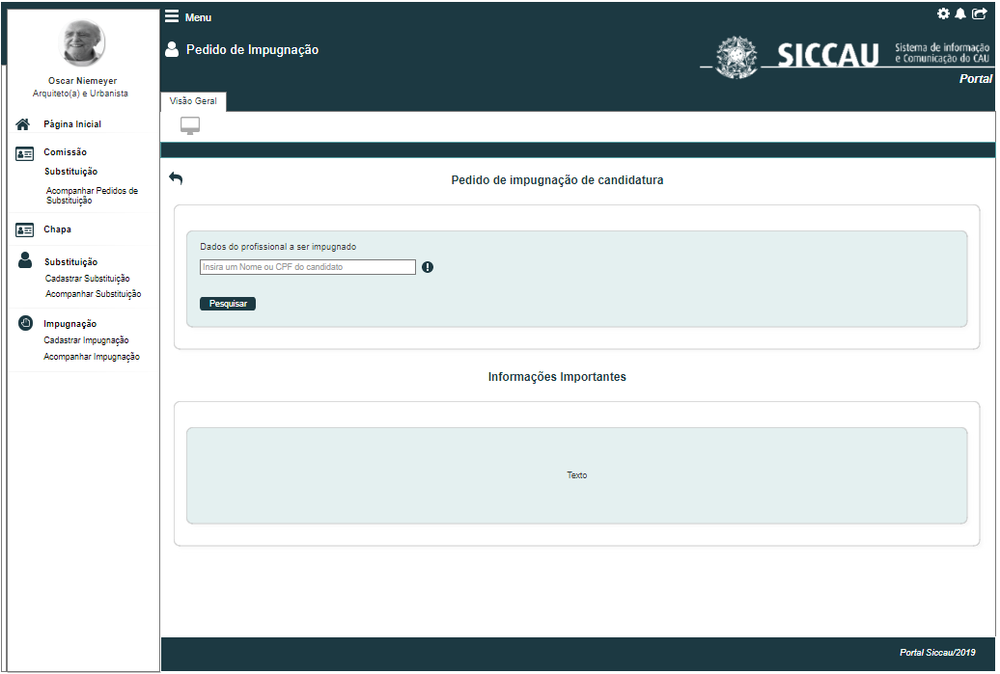 Menu
Pedido de Impugnação
SICCAU
Sistema de informação
e Comunicação do CAU
Portal
Oscar Niemeyer
Arquiteto(a) e Urbanista
Página Inicial
Comissão
Substituição
Acompanhar Pedidos de
Substituição
Chapa
Substituição
Cadastrar Substituição
Acompanhar Substituição
Impugnação
Cadastrar Impugnação
Acompanhar Impugnação
Visão Geral
Pedido de impugnação de candidatura
Dados do profissional a ser impugnado
Insira um Nome ou CPF do candidato
Pesquisar
Informações Importantes
Texto
Portal Siccau/2019